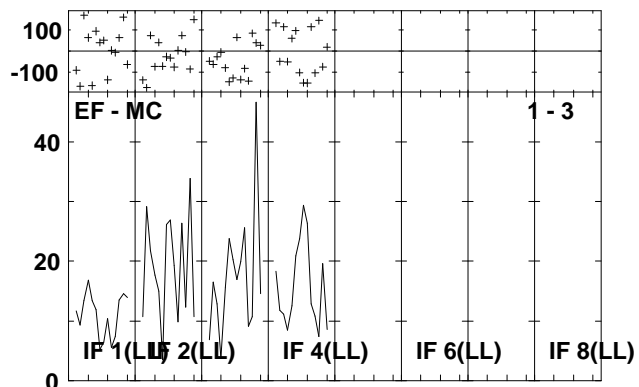 100
-100
EF - MC 1 - 3
40
20
IF 1(LL) IF 2(LL) IF 4(LL) IF 6(LL) IF 8(LL)
0